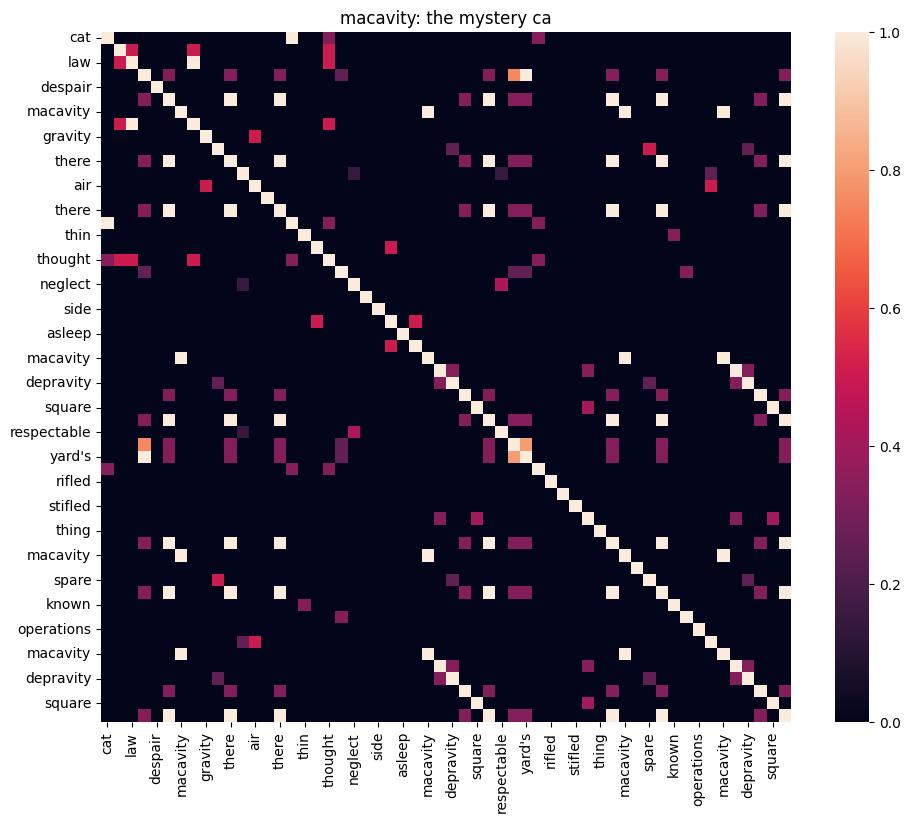 macavity: the mystery ca
cat
law
despair
macavity
gravity
there
air
there
thin
thought
neglect
side
asleep
macavity
depravity
square
respectable
yard's
rifled
stifled
thing
macavity
spare
known
operations
macavity
depravity
square
1.0
0.8
0.6
0.4
0.2
0.0
cat
law
despair
macavity
gravity
there
air
there
thin
thought
neglect
side
asleep
macavity
depravity
square
respectable
yard's
rifled
stifled
thing
macavity
spare
known
operations
macavity
depravity
square